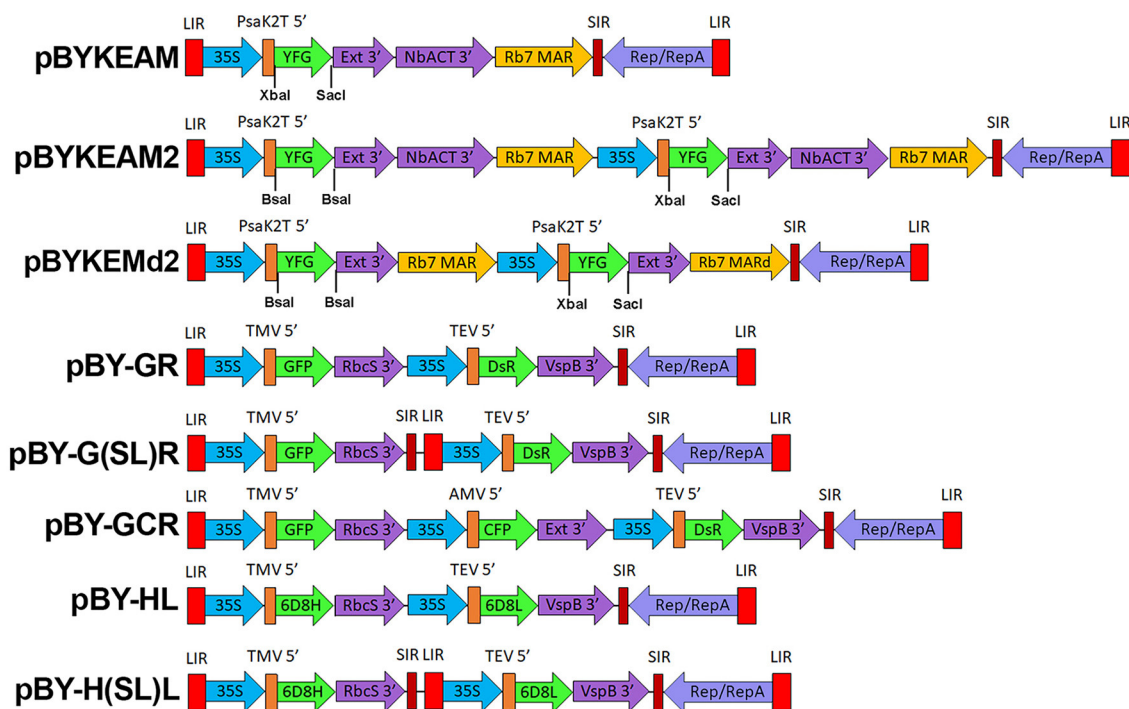 PsaK2T 5’ SIR
LIR LIR
pBYKEAM 35S YFG Ext 3’ NbACT 3’ Rb7 MAR Rep/RepA
XbaI SacI
LIR PsaK2T 5’ PsaK2T 5’ SIR LIR
pBYKEAM2 35S YFG Ext 3’ NbACT 3’ Rb7 MAR 35S YFG Ext 3’ NbACT 3’ Rb7 MAR Rep/RepA
BsaI BsaI XbaI SacI
LIR PsaK2T 5’ PsaK2T 5’ SIR LIR
pBYKEMd2 35S YFG Ext 3’ Rb7 MAR 35S YFG Ext 3’ Rb7 MARd Rep/RepA
BsaI BsaI XbaI SacI
LIR TMV 5’ TEV 5’ SIR LIR
pBY-GR 35S GFP RbcS 3’ 35S DsR VspB 3’ Rep/RepA
LIR TMV 5’ SIR LIR TEV 5’ SIR LIR
pBY-G(SL)R 35S GFP RbcS 3’ 35S DsR VspB 3’ Rep/RepA
LIR TMV 5’ AMV 5’ TEV 5’ SIR LIR
pBY-GCR 35S GFP RbcS 3’ 35S CFP Ext 3’ 35S DsR VspB 3’ Rep/RepA
LIR TMV 5’ TEV 5’ SIR LIR
pBY-HL 35S 6D8H RbcS 3’ 35S 6D8L VspB 3’ Rep/RepA
LIR TMV 5’ SIR LIR TEV 5’ SIR LIR
pBY-H(SL)L 35S 6D8H RbcS 3’ 35S 6D8L VspB 3’ Rep/RepA